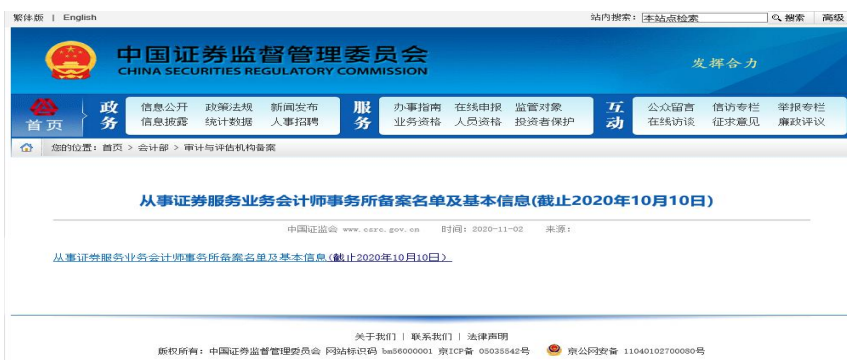 繁体版 | English 站内搜索: 本站点检索 搜索 高级
中国证券监督管理委员会
CHINA SECURITIES REGULATORY COMMISSION
发挥合力
首页
政务
信息公开 政策法规 新闻发布
信息披露 统计数据 人事招聘
服务
办事指南 在线申报 监管对象
业务资格 人员资格 投资者保护
互动
公众留言 信访专栏 举报专栏
在线访谈 征求意见 廉政评议
您的位置: 首页 > 会计部 > 审计与评估机构备案
从事证券服务业务会计师事务所备案名单及基本信息(截止2020年10月10日)
中国证监会 www.csrc.gov.cn 时间: 2020-11-02 来源:
从事证券服务业务会计师事务所备案名单及基本信息(截止2020年10月10日)
关于我们 | 联系我们 | 法律声明
版权所有: 中国证券监督管理委员会 网站标识码 bm56000001 京ICP备 05035542号 京公网安备 11040102700080号